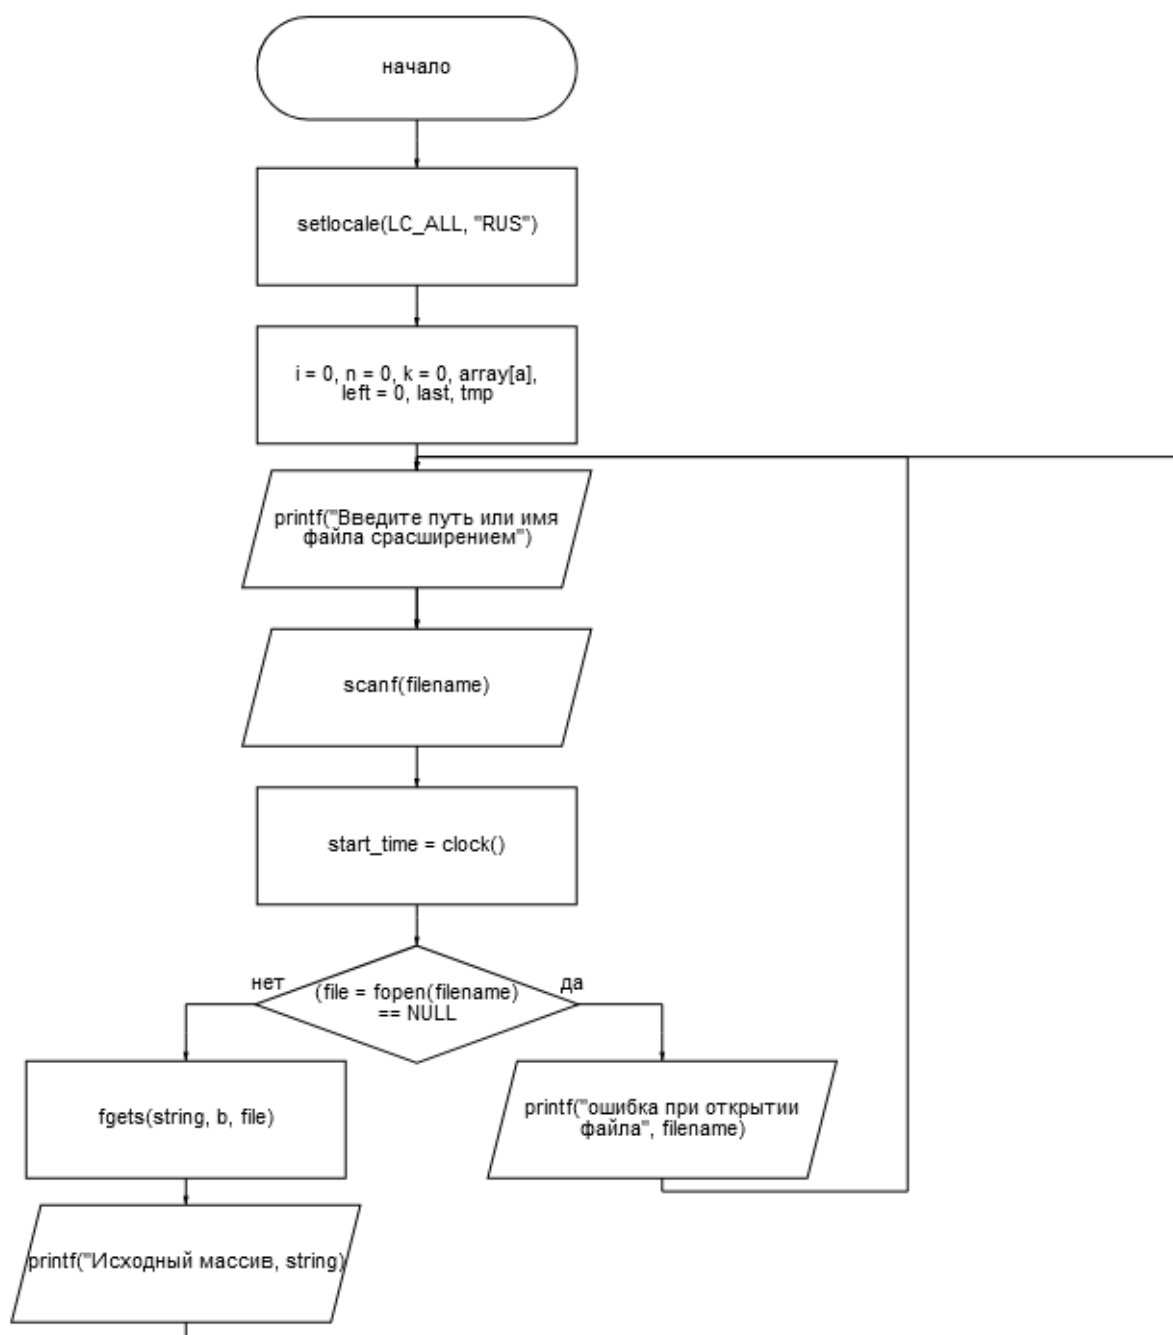 начало
setlocale(LC_ALL, "RUS")
i = 0, n = 0, k = 0, array[a],
left = 0, last, tmp
printf("Введите путь или имя
файла срасширением")
scanf(filename)
start_time = clock()
нет
(file = fopen(filename)
== NULL
да
fgets(string, b, file)
printf("ошибка при открытии
файла", filename)
printf("Исходный массив, string)